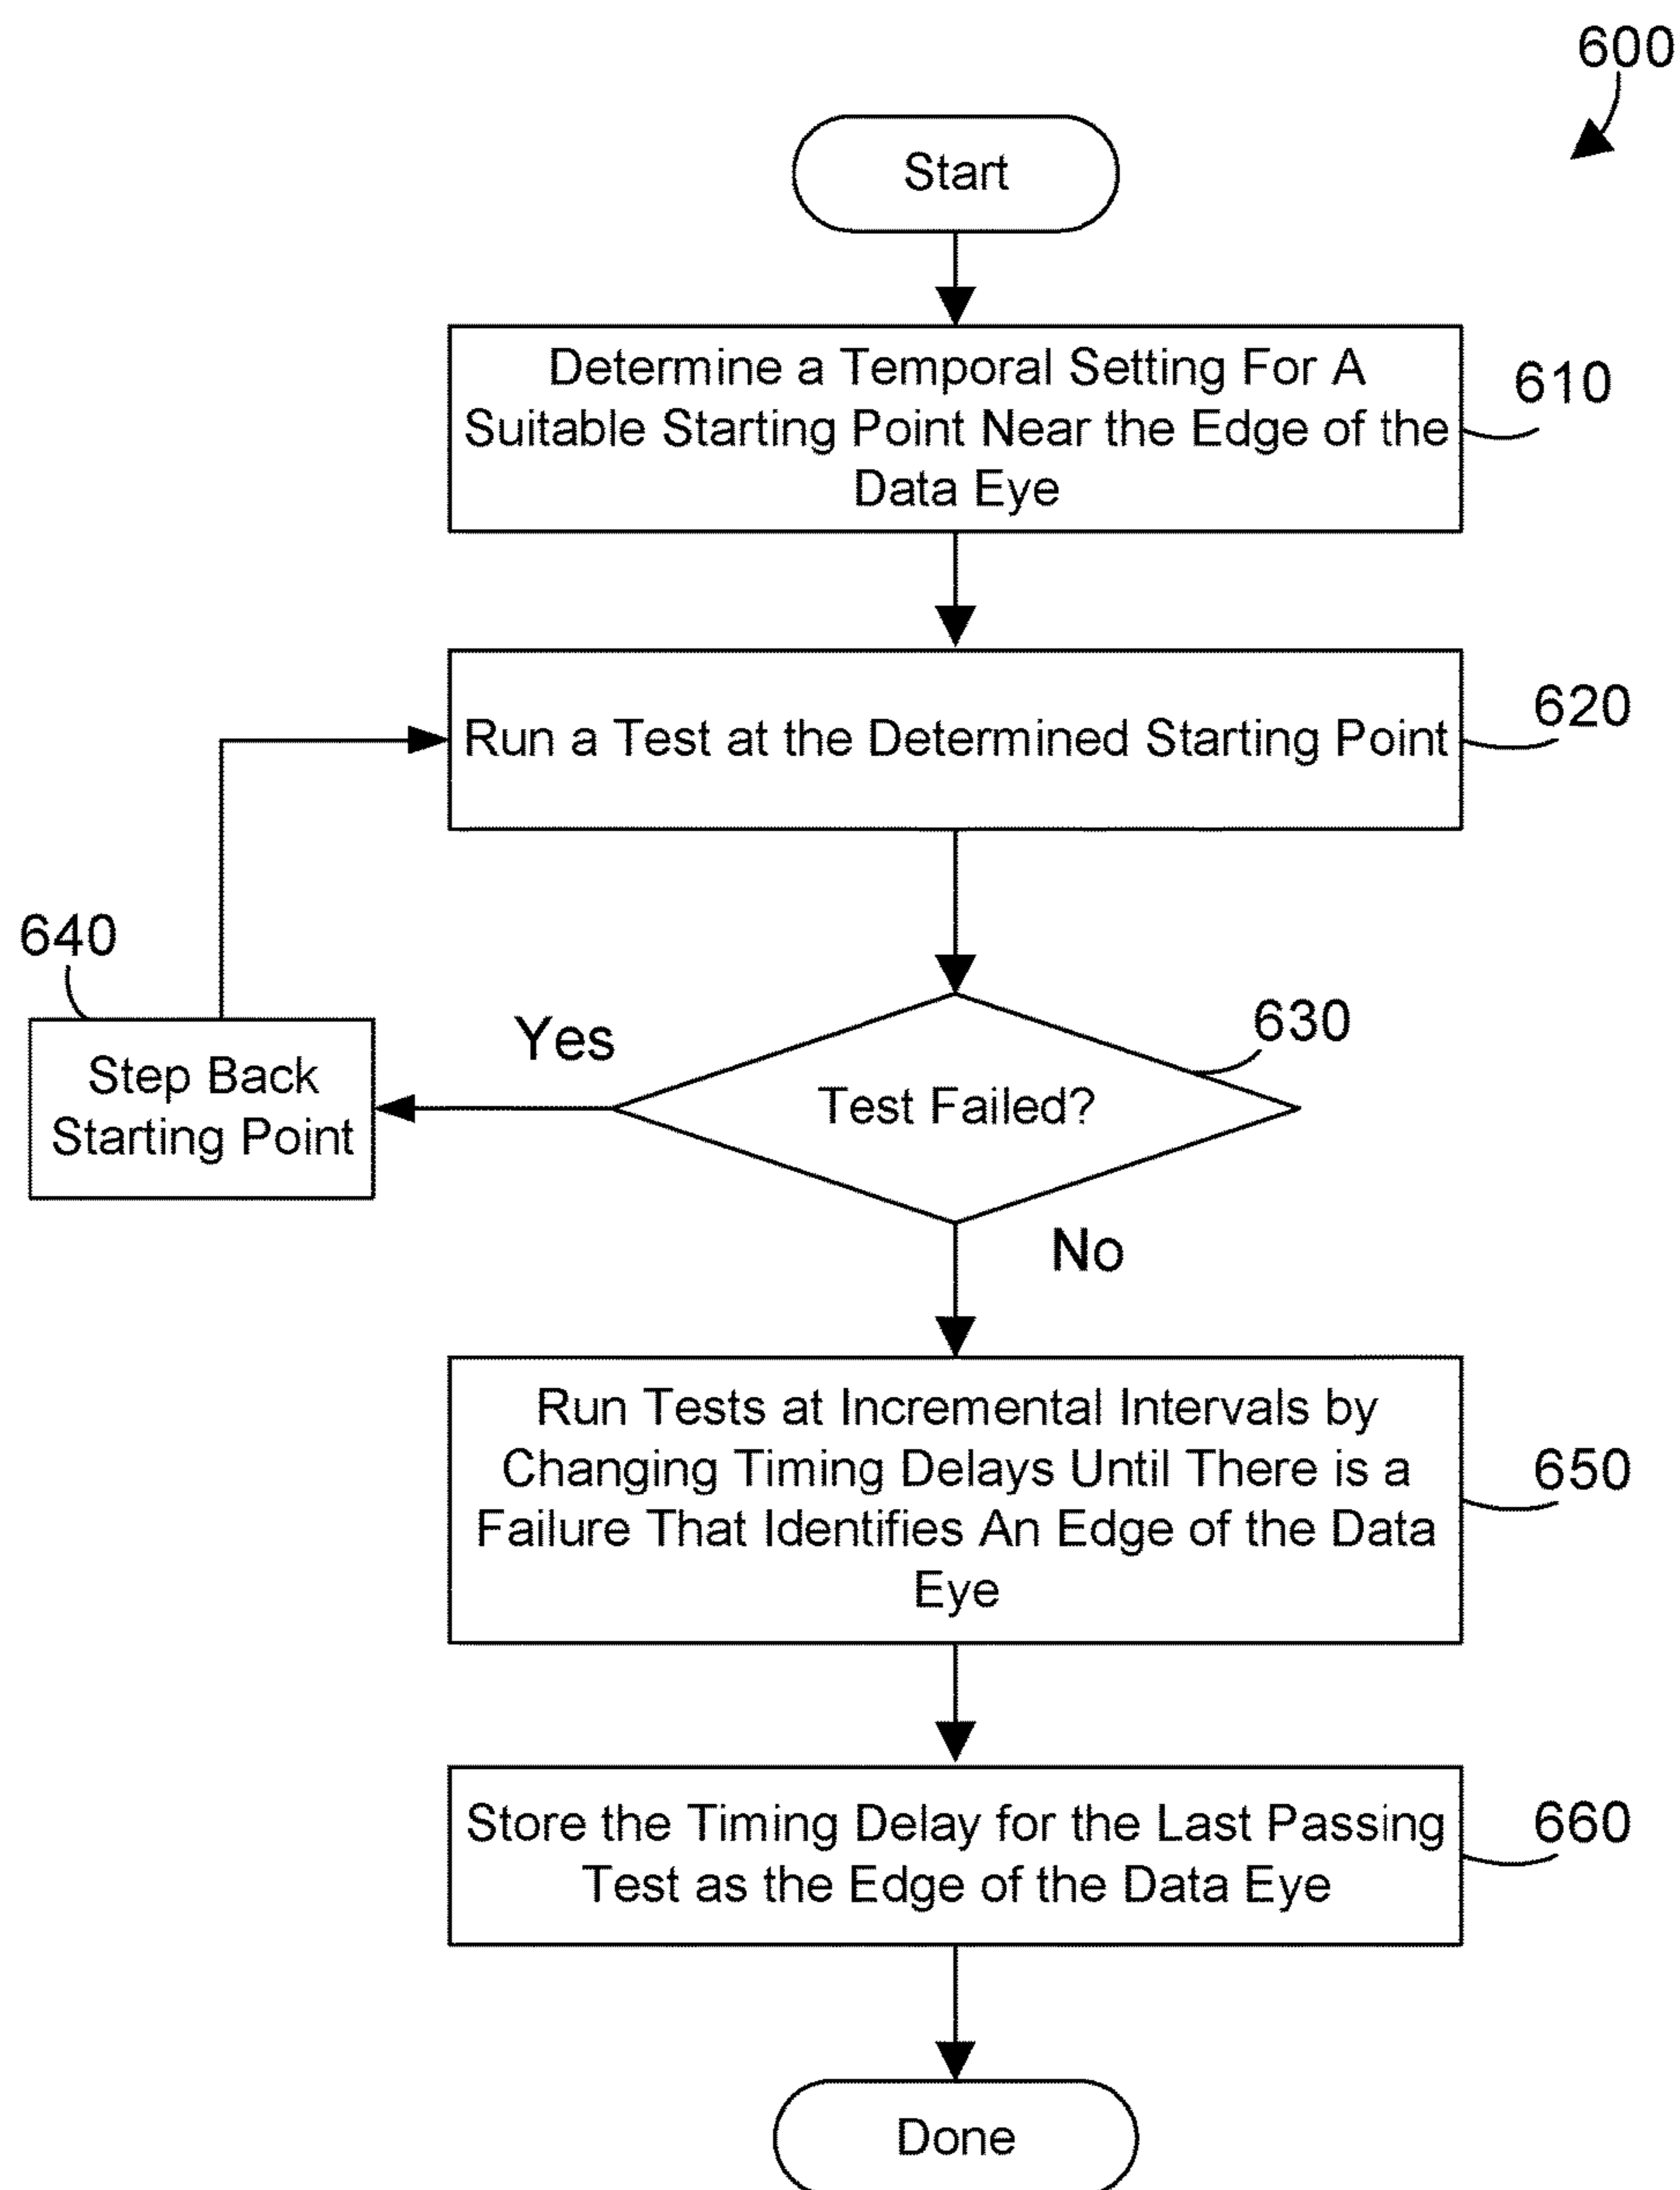 600
Start
Determine a Temporal Setting For A
Suitable Starting Point Near the Edge of the
Data Eye
610
Run a Test at the Determined Starting Point
620
640
Step Back
Starting Point
Yes
Test Failed?
630
No
Run Tests at Incremental Intervals by
Changing Timing Delays Until There is a
Failure That Identifies An Edge of the Data
Eye
650
Store the Timing Delay for the Last Passing
Test as the Edge of the Data Eye
660
Done